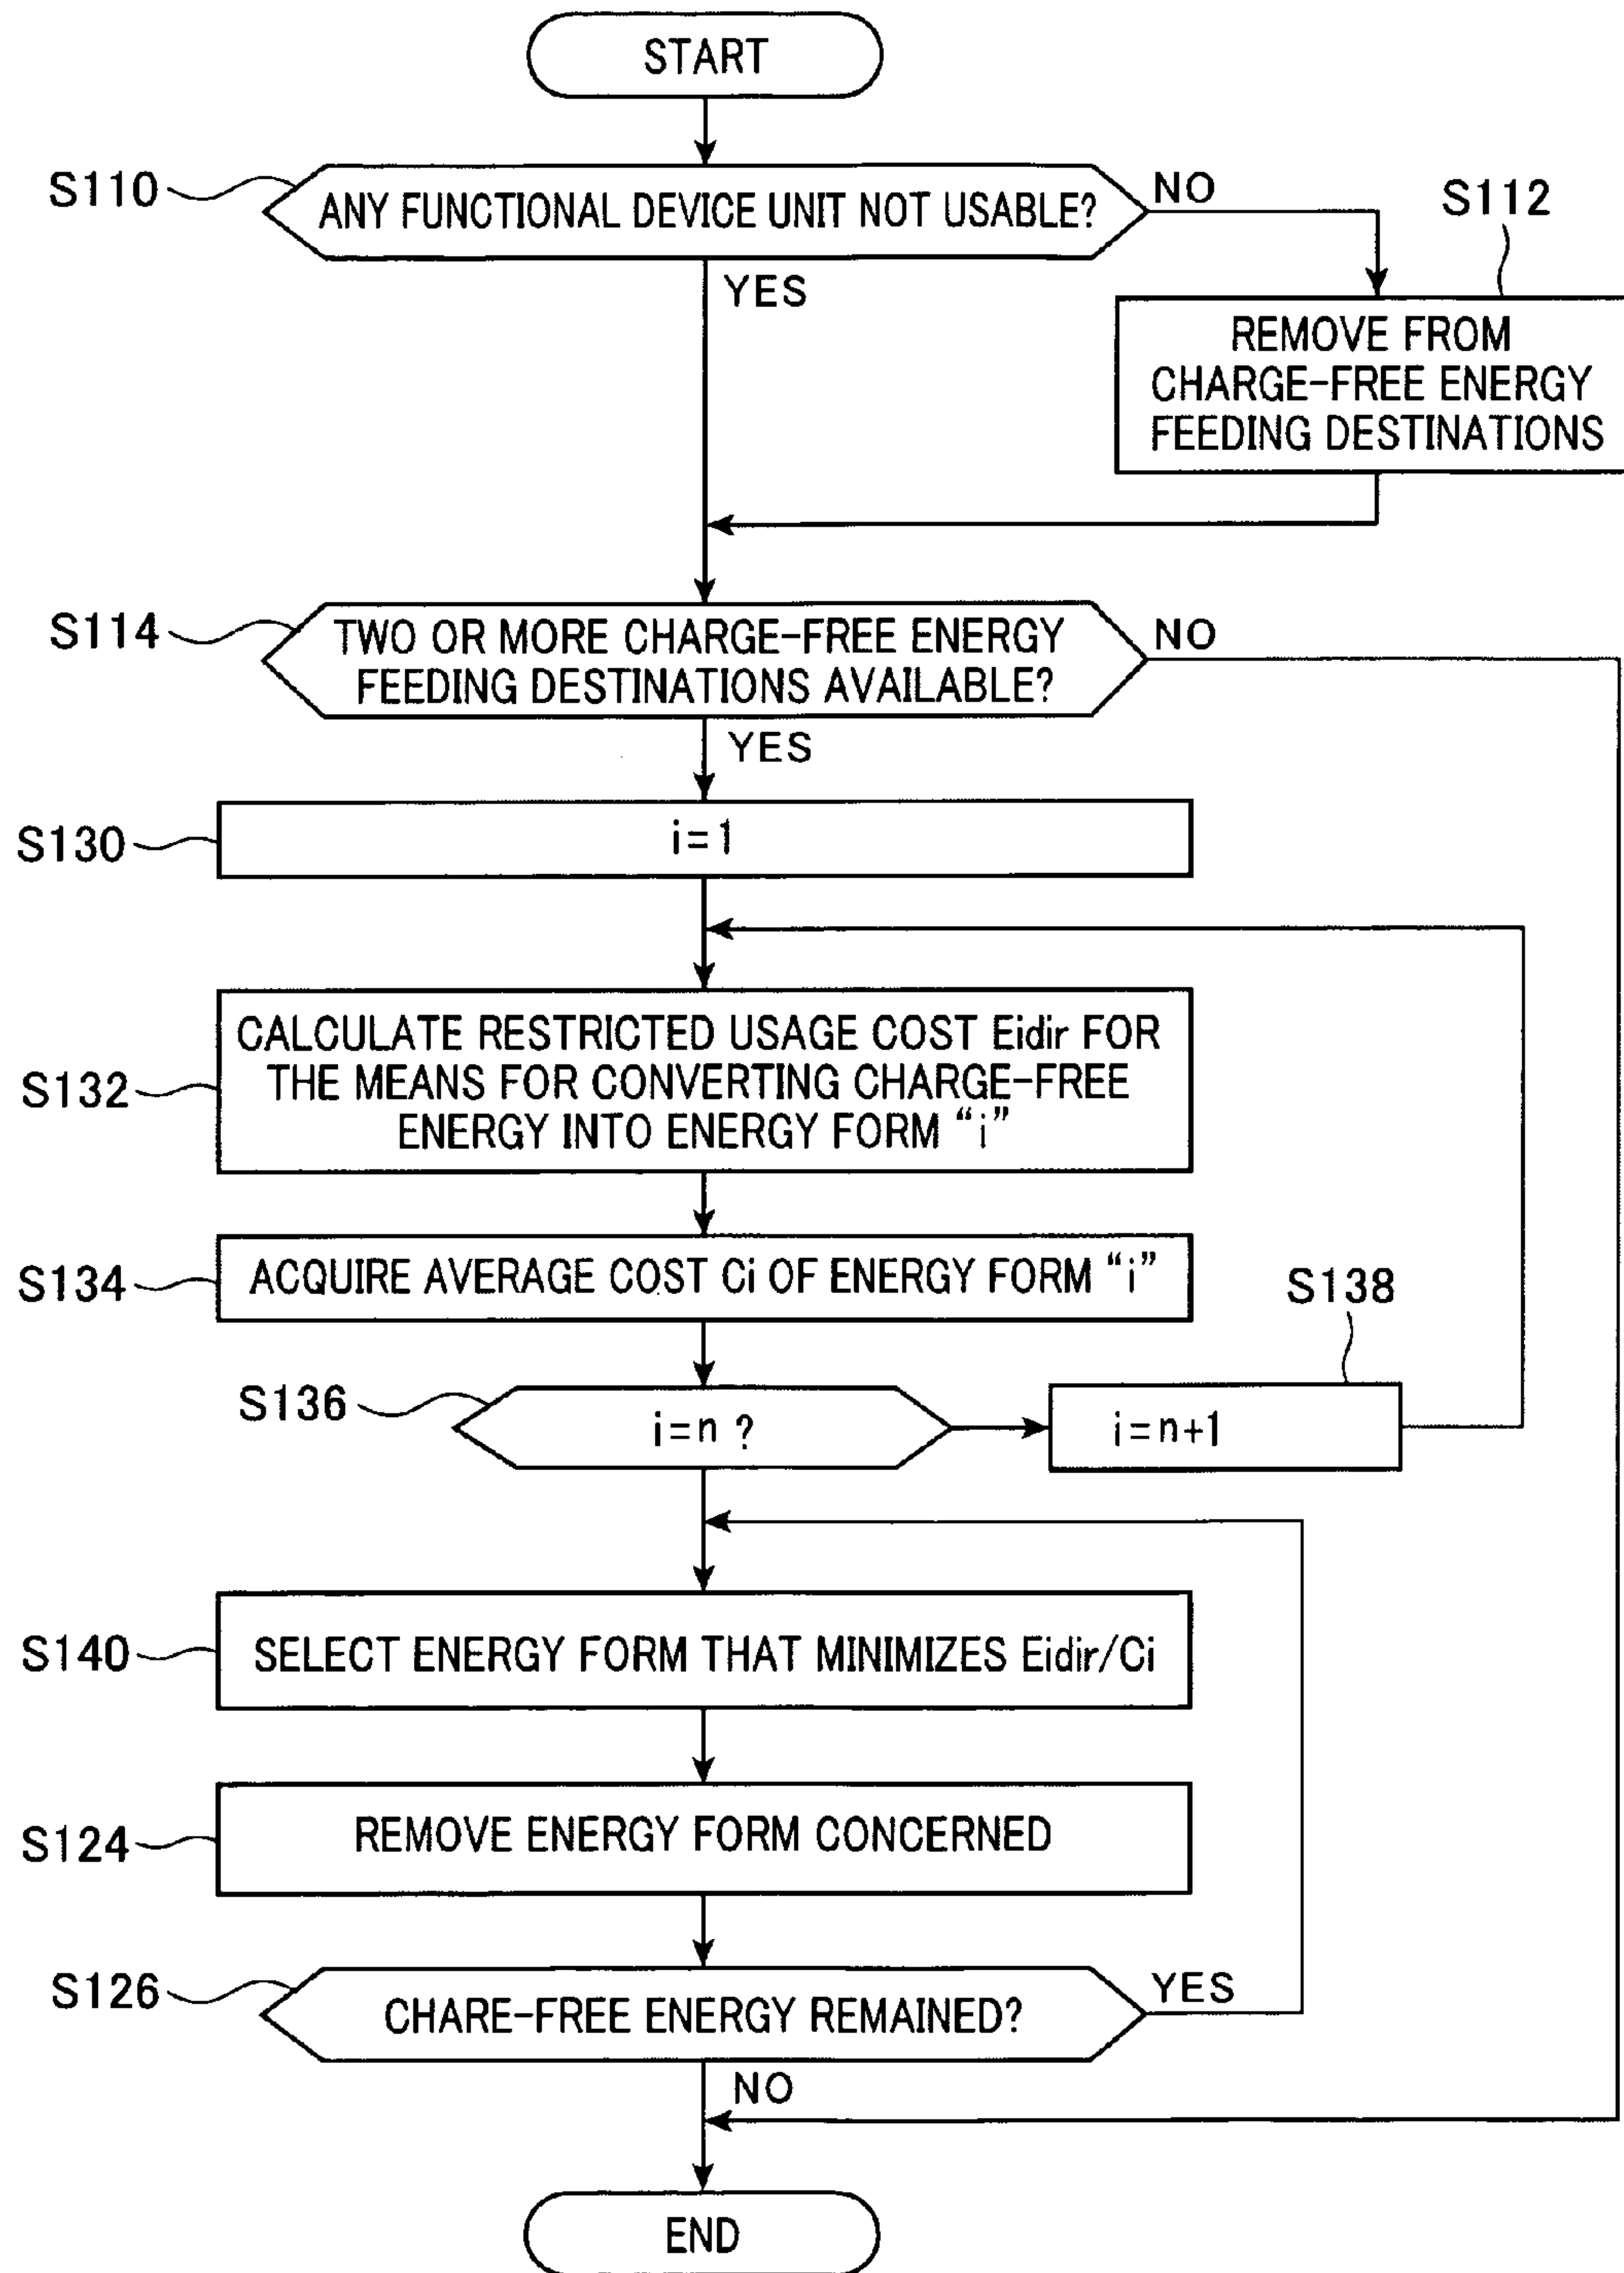 START
S110
ANY FUNCTIONAL DEVICE UNIT NOT USABLE?
NO
S112
YES
REMOVE FROM
CHARGE-FREE ENERGY
FEEDING DESTINATIONS
S114
TWO OR MORE CHARGE-FREE ENERGY
FEEDING DESTINATIONS AVAILABLE?
NO
YES
S130
i=1
S132
CALCULATE RESTRICTED USAGE COST Eidir FOR
THE MEANS FOR CONVERTING CHARGE-FREE
ENERGY INTO ENERGY FORM “i”
S134
ACQUIRE AVERAGE COST Ci OF ENERGY FORM “i”
S138
S136
i=n ?
i=n+1
S140
SELECT ENERGY FORM THAT MINIMIZES Eidir/Ci
S124
REMOVE ENERGY FORM CONCERNED
S126
CHARE-FREE ENERGY REMAINED?
YES
NO
END